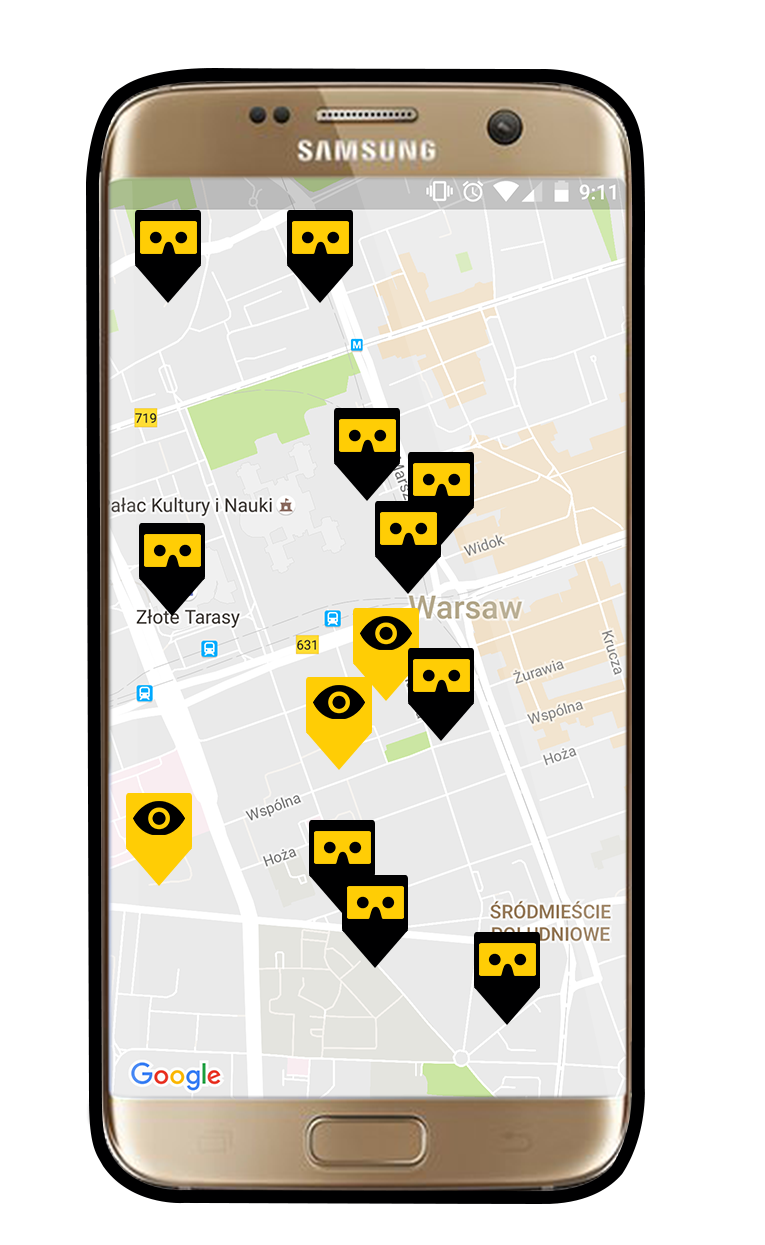 SAMSUNG
9:11
M
719
Marsz
ałac Kultury i Nauki
Widok
Złote Tarasy
Warsaw
631
Krucza
Żurawia
Wspólna
Hoża
Wspólna
Hoża
ŚRÓDMIEŚCIE
POŁUDNIOWE
Google